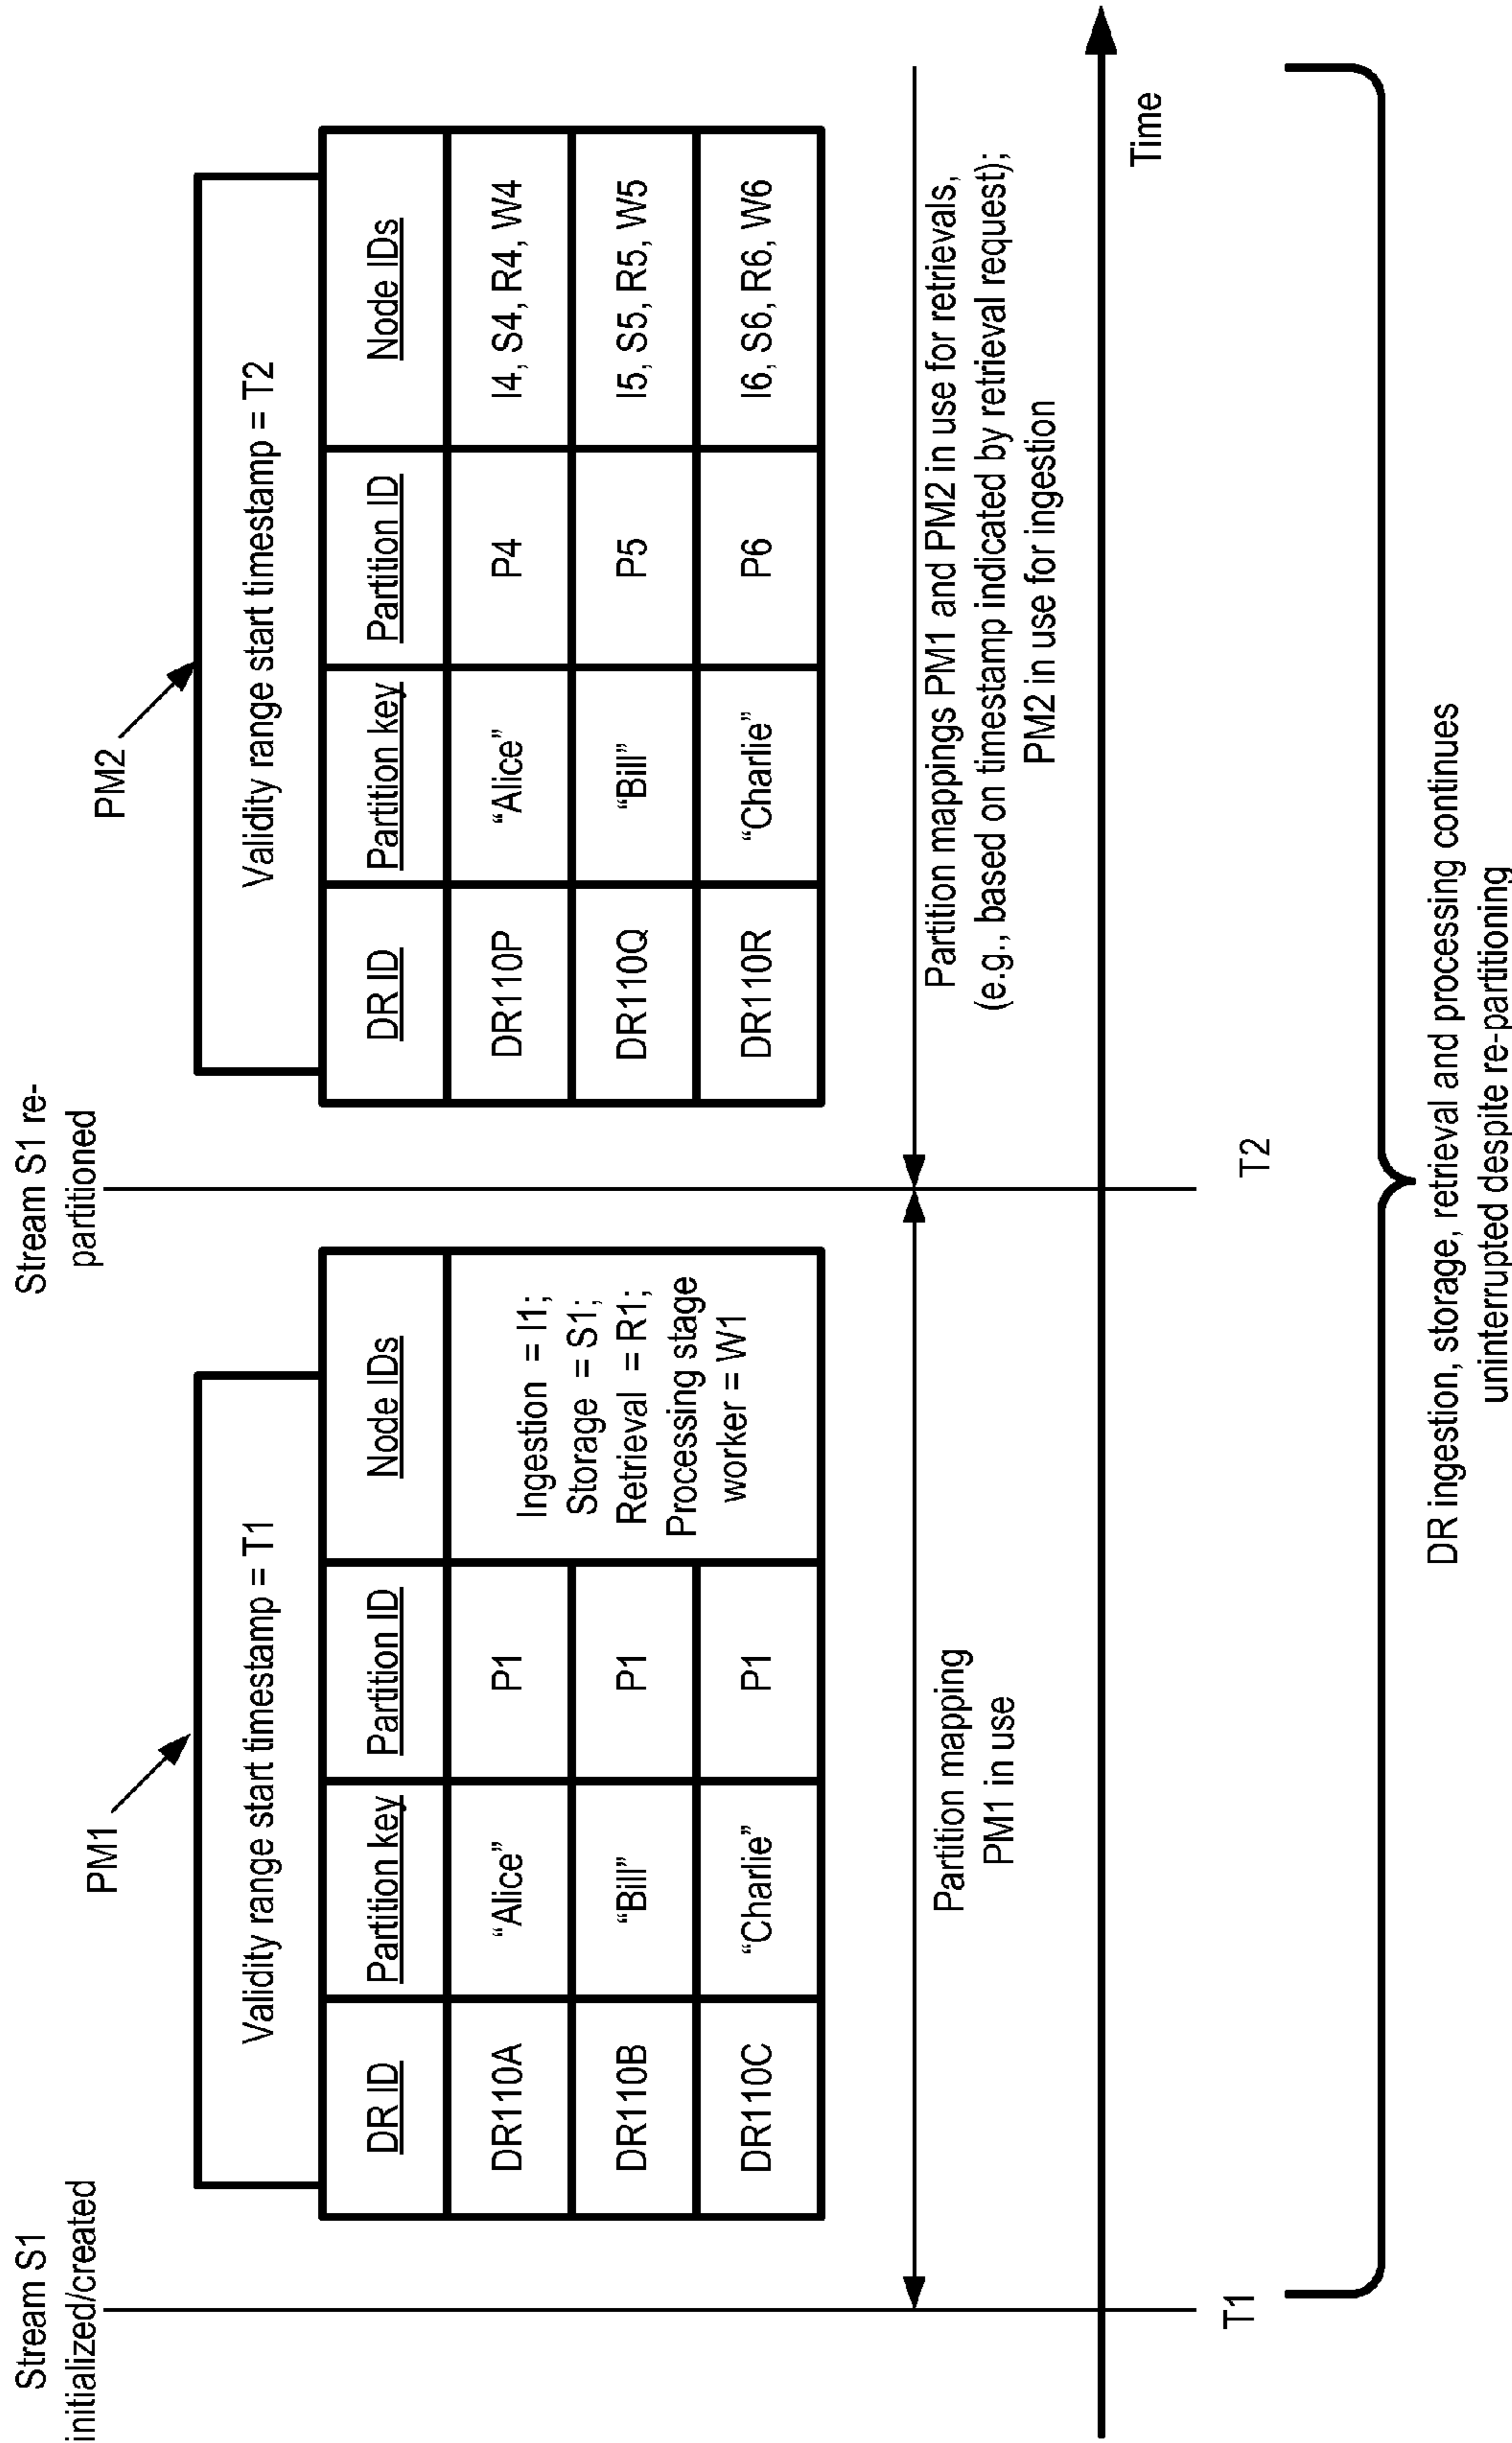 Stream S1
initialized/created
Stream S1 re-
partitioned
PM1
Validity range start timestamp = T1
DR ID Partition key Partition ID Node IDs
DR110A “Alice” P1
DR110B “Bill” P1
DR110C “Charlie” P1
Ingestion = I1;
Storage = S1;
Retrieval = R1;
Processing stage
worker = W1
PM2
Validity range start timestamp = T2
DR ID Partition key Partition ID Node IDs
DR110P “Alice” P4 I4, S4, R4, W4
DR110Q “Bill” P5 I5, S5, R5, W5
DR110R “Charlie” P6 I6, S6, R6, W6
Partition mapping
PM1 in use
Partition mappings PM1 and PM2 in use for retrievals,
(e.g., based on timestamp indicated by retrieval request);
PM2 in use for ingestion
Time
T1
T2
DR ingestion, storage, retrieval and processing continues
uninterrupted despite re-partitioning